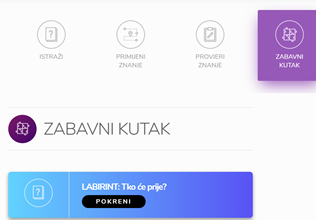 ISTRAŽI
PRIMIJENI
ZNANJE
PROVJERI
ZNANJE
ZABAVNI
KUTAK
ZABAVNI KUTAK
LABIRINT: Tko će prije?
POKRENI